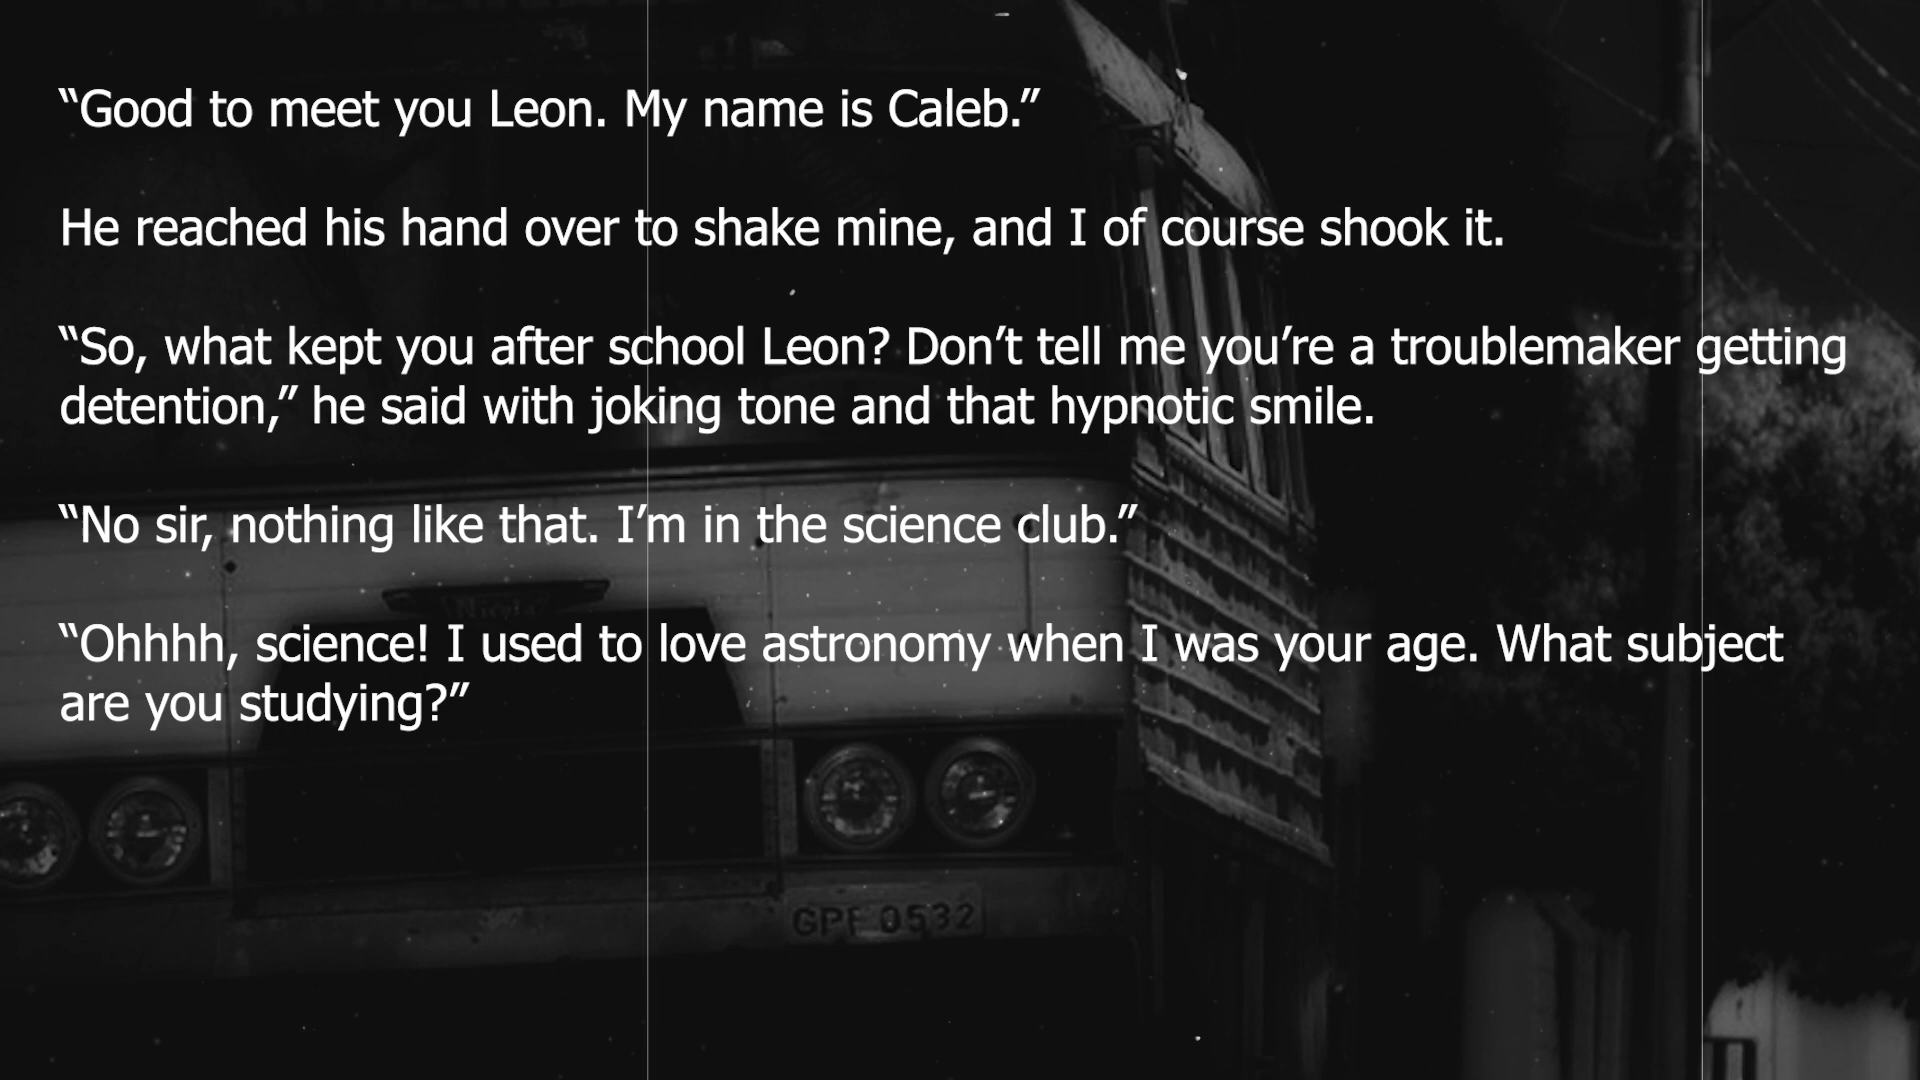 “Good to meet you Leon. My name is Caleb.”
He reached his hand over to shake mine, and I of course shook it.
“So, what kept you after school Leon? Don’t tell me you’re a troublemaker getting
detention,” he said with joking tone and that hypnotic smile.
“No sir, nothing like that. I’m in the science club.”
“Ohhhh, science! I used to love astronomy when I was your age. What subject
are you studying?”
0532